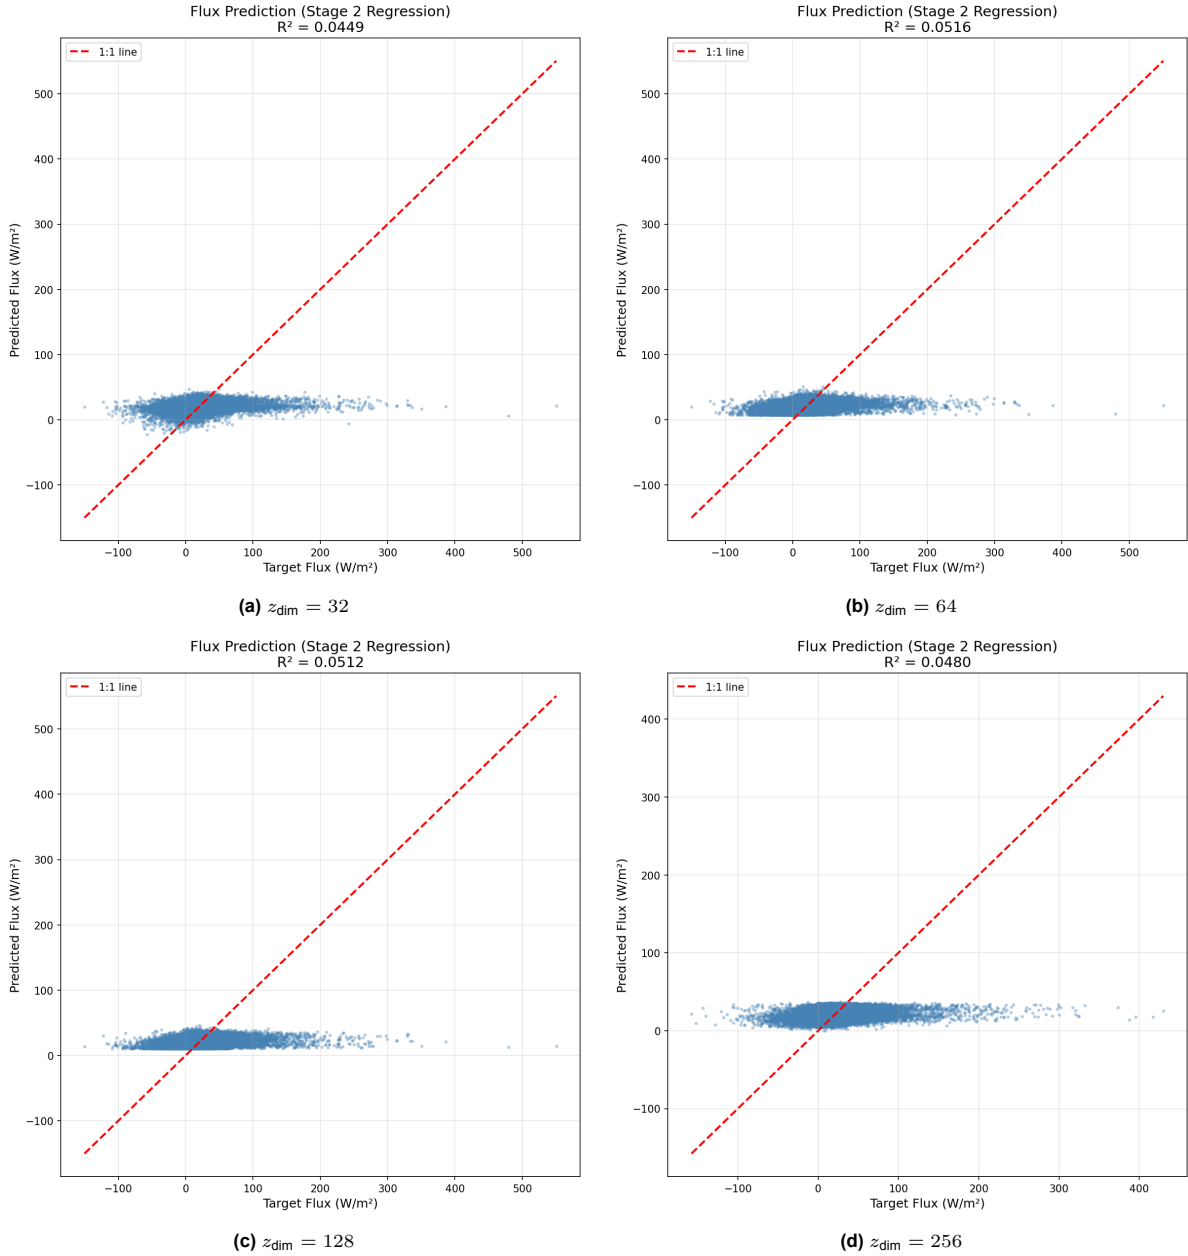 Flux Prediction (Stage 2 Regression)
R² = 0.0449
1:1 line
500
400
300
200
100
0
−100
Predicted Flux (W/m²)
−100 0 100 200 300 400 500
Target Flux (W/m²)
(a) z_dim = 32
Flux Prediction (Stage 2 Regression)
R² = 0.0516
1:1 line
500
400
300
200
100
0
−100
Predicted Flux (W/m²)
−100 0 100 200 300 400 500
Target Flux (W/m²)
(b) z_dim = 64
Flux Prediction (Stage 2 Regression)
R² = 0.0512
1:1 line
500
400
300
200
100
0
−100
Predicted Flux (W/m²)
−100 0 100 200 300 400 500
Target Flux (W/m²)
(c) z_dim = 128
Flux Prediction (Stage 2 Regression)
R² = 0.0480
1:1 line
400
300
200
100
0
−100
Predicted Flux (W/m²)
−100 0 100 200 300 400
Target Flux (W/m²)
(d) z_dim = 256